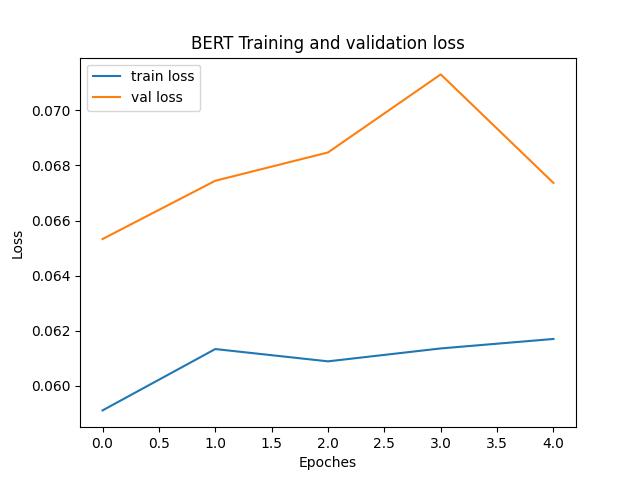 BERT Training and validation loss
train loss
val loss
0.070
0.068
0.066
0.064
0.062
0.060
Loss
0.0 0.5 1.0 1.5 2.0 2.5 3.0 3.5 4.0
Epoches